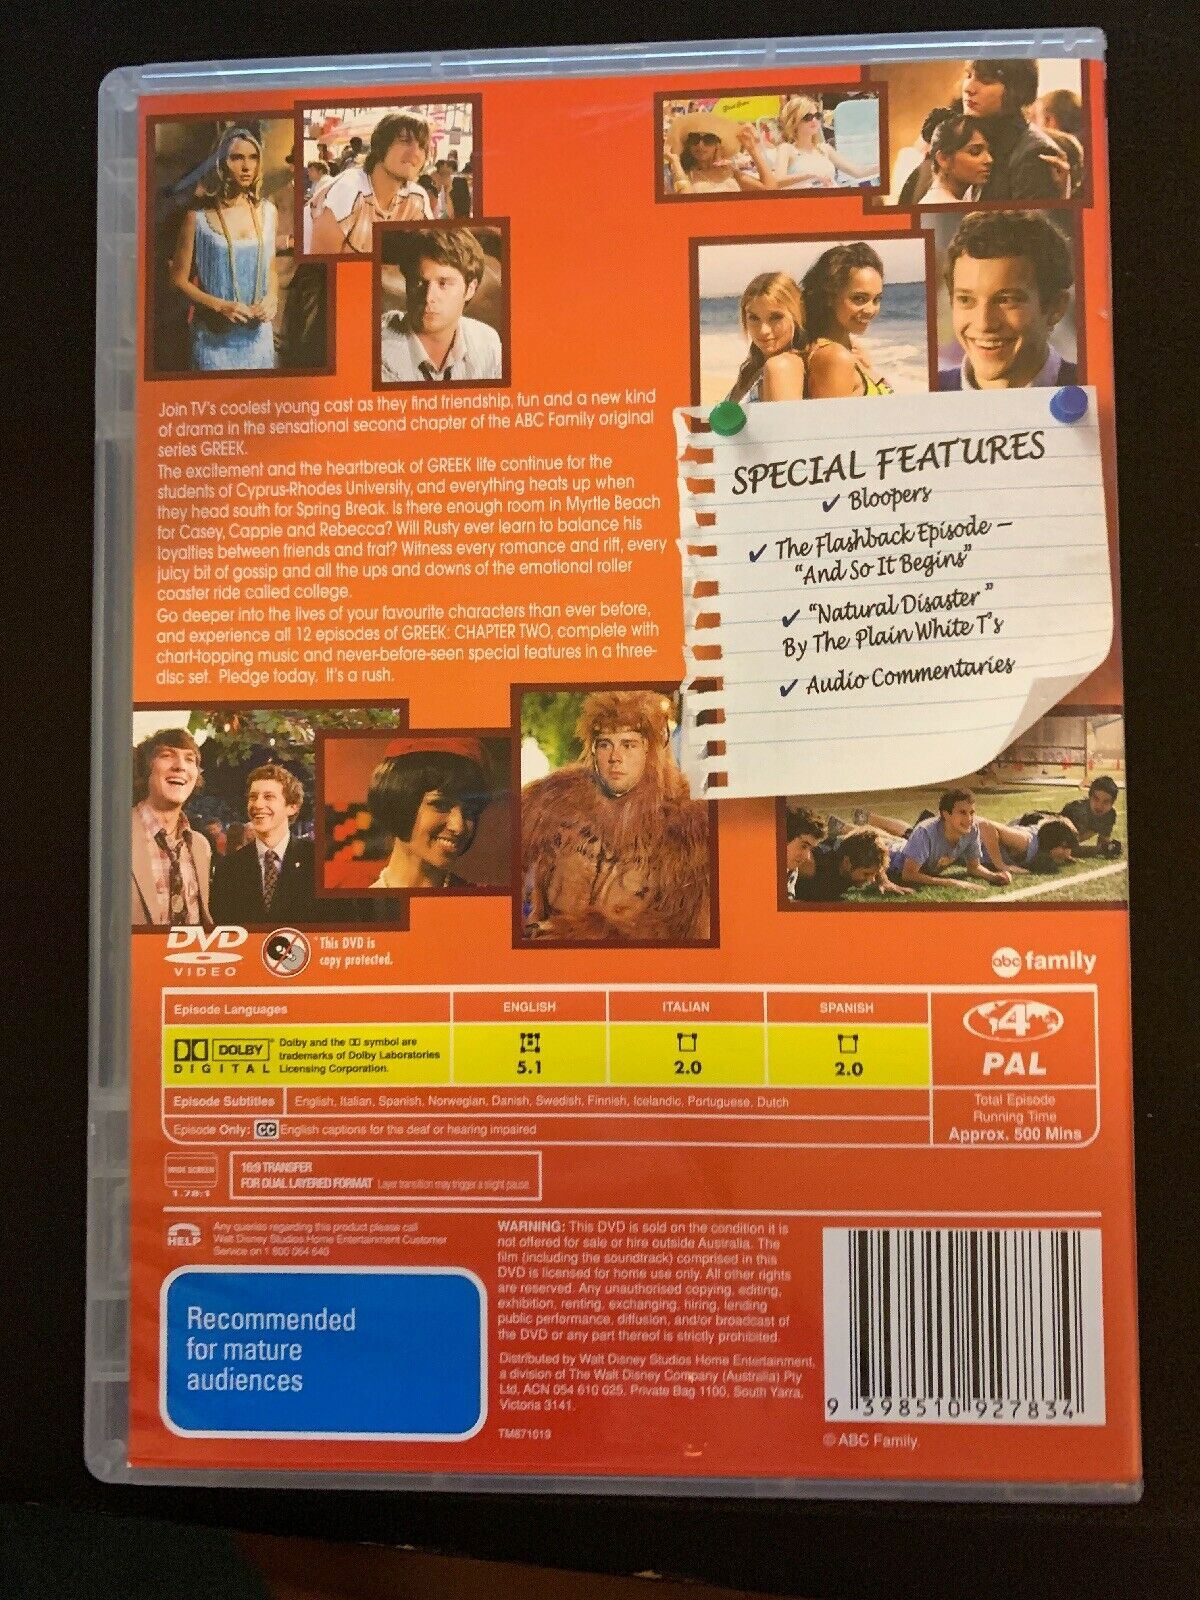 Join TV's coolest young cast as they find friendship, fun and a new kind
of drama in the sensational second chapter of the ABC Family original
series GREEK.
The excitement and the heartbreak of GREEK life continue for the
students of Cyprus-Rhodes University, and everything heats up when
they head south for Spring Break. Is there enough room in Myrtle Beach
for Casey, Cappie and Rebecca? Will Rusty ever learn to balance his
loyalties between friends and frat? Witness every romance and rift, every
juicy bit of gossip and all the ups and downs of the emotional roller
coaster ride called college.
Go deeper into the lives of your favourite characters than ever before,
and experience all 12 episodes of GREEK: CHAPTER TWO, complete with
chart-topping music and never-before-seen special features in a three-
disc set. Pledge today. It's a rush.
SPECIAL FEATURES
✓ Bloopers
✓ The Flashback Episode –
"And So It Begins"
✓ "Natural Disaster"
By The Plain White T's
✓ Audio Commentaries
DVD
VIDEO
*This DVD is
copy protected.
abc family
Episode Languages
ENGLISH
ITALIAN
SPANISH
DOLBY
DIGITAL
Dolby and the DD symbol are
trademarks of Dolby Laboratories
Licensing Corporation.
5.1
2.0
2.0
4
PAL
Episode Subtitles
English, Italian, Spanish, Norwegian, Danish, Swedish, Finnish, Icelandic, Portuguese, Dutch
Episode Only: CC English captions for the deaf or hearing impaired
Total Episode
Running Time
Approx. 500 Mins
WIDE SCREEN
1.78:1
16:9 TRANSFER
FOR DUAL LAYERED FORMAT Layer transition may trigger a slight pause.
HELP
Any queries regarding this product please call
Walt Disney Studios Home Entertainment Customer
Service on 1 800 064 640
Recommended
for mature
audiences
WARNING: This DVD is sold on the condition it is
not offered for sale or hire outside Australia. The
film (including the soundtrack) comprised in this
DVD is licensed for home use only. All other rights
are reserved. Any unauthorised copying, editing,
exhibition, renting, exchanging, hiring, lending
public performance, diffusion, and/or broadcast of
the DVD or any part thereof is strictly prohibited.
Distributed by Walt Disney Studios Home Entertainment,
a division of The Walt Disney Company (Australia) Pty
Ltd, ACN 054 610 025, Private Bag 1100, South Yarra,
Victoria 3141.
TM871019
9 398510 927834
© ABC Family.